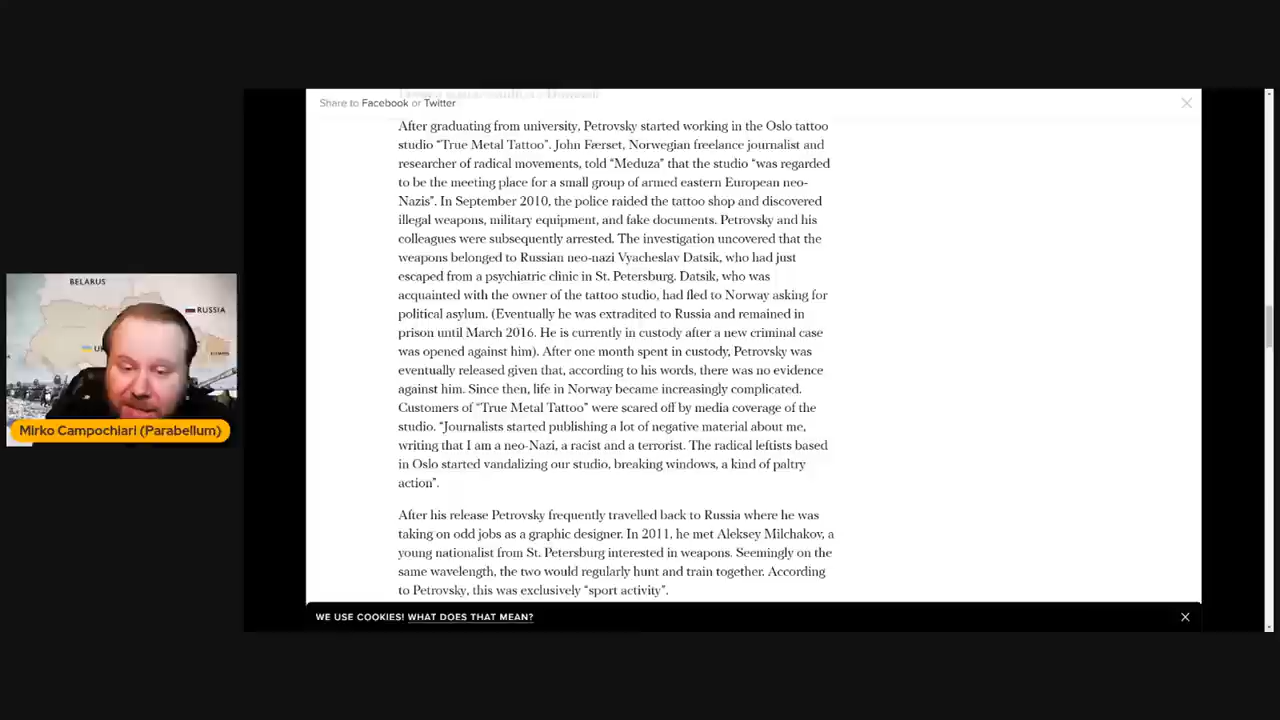 Share to Facebook or Twitter
After graduating from university, Petrovsky started working in the Oslo tattoo
studio “True Metal Tattoo”. John Færset, Norwegian freelance journalist and
researcher of radical movements, told “Meduza” that the studio “was regarded
to be the meeting place for a small group of armed eastern European neo-
Nazis”. In September 2010, the police raided the tattoo shop and discovered
illegal weapons, military equipment, and fake documents. Petrovsky and his
colleagues were subsequently arrested. The investigation uncovered that the
weapons belonged to Russian neo-nazi Vyacheslav Datsik, who had just
escaped from a psychiatric clinic in St. Petersburg. Datsik, who was
acquainted with the owner of the tattoo studio, had fled to Norway asking for
political asylum. (Eventually he was extradited to Russia and remained in
prison until March 2016. He is currently in custody after a new criminal case
was opened against him). After one month spent in custody, Petrovsky was
eventually released given that, according to his words, there was no evidence
against him. Since then, life in Norway became increasingly complicated.
Customers of “True Metal Tattoo” were scared off by media coverage of the
studio. “Journalists started publishing a lot of negative material about me,
writing that I am a neo-Nazi, a racist and a terrorist. The radical leftists based
in Oslo started vandalizing our studio, breaking windows, a kind of paltry
action”.
After his release Petrovsky frequently travelled back to Russia where he was
taking on odd jobs as a graphic designer. In 2011, he met Aleksey Milchakov, a
young nationalist from St. Petersburg interested in weapons. Seemingly on the
same wavelength, the two would regularly hunt and train together. According
to Petrovsky, this was exclusively “sport activity”.
WE USE COOKIES! WHAT DOES THAT MEAN?
BELARUS
RUSSIA
Mirko Campochiari (Parabellum)